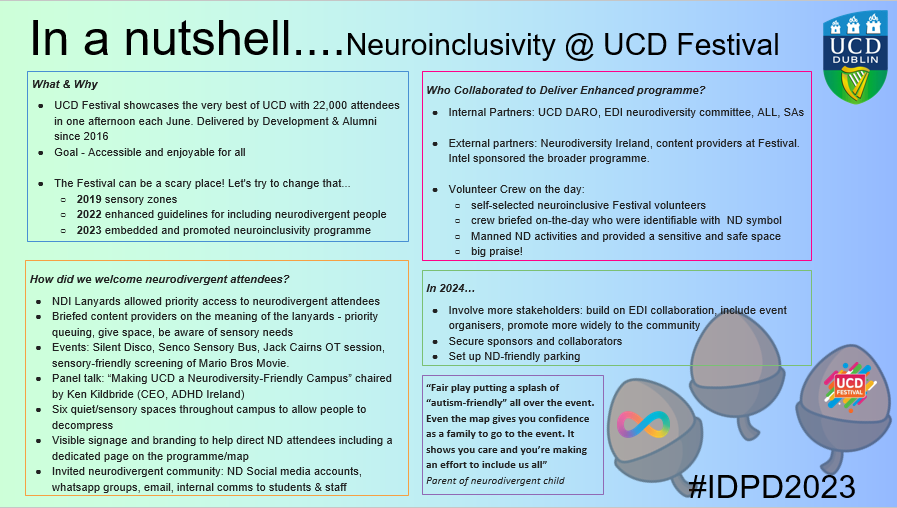 In a nutshell....Neuroinclusivity @ UCD Festival
UCD
DUBLIN
What & Why
● UCD Festival showcases the very best of UCD with 22,000 attendees
in one afternoon each June. Delivered by Development & Alumni
since 2016
● Goal - Accessible and enjoyable for all
● The Festival can be a scary place! Let's try to change that...
○ 2019 sensory zones
○ 2022 enhanced guidelines for including neurodivergent people
○ 2023 embedded and promoted neuroinclusivity programme
Who Collaborated to Deliver Enhanced programme?
● Internal Partners: UCD DARO, EDI neurodiversity committee, ALL, SAs
● External partners: Neurodiversity Ireland, content providers at Festival.
Intel sponsored the broader programme.
● Volunteer Crew on the day:
○ self-selected neuroinclusive Festival volunteers
○ crew briefed on-the-day who were identifiable with ND symbol
○ Manned ND activities and provided a sensitive and safe space
○ big praise!
How did we welcome neurodivergent attendees?
● NDI Lanyards allowed priority access to neurodivergent attendees
● Briefed content providers on the meaning of the lanyards - priority
queuing, give space, be aware of sensory needs
● Events: Silent Disco, Senco Sensory Bus, Jack Cairns OT session,
sensory-friendly screening of Mario Bros Movie.
● Panel talk: “Making UCD a Neurodiversity-Friendly Campus” chaired
by Ken Kildbride (CEO, ADHD Ireland)
● Six quiet/sensory spaces throughout campus to allow people to
decompress
● Visible signage and branding to help direct ND attendees including a
dedicated page on the programme/map
● Invited neurodivergent community: ND Social media accounts,
whatsapp groups, email, internal comms to students & staff
In 2024…
● Involve more stakeholders: build on EDI collaboration, include event
organisers, promote more widely to the community
● Secure sponsors and collaborators
● Set up ND-friendly parking
“Fair play putting a splash of
“autism-friendly” all over the event.
Even the map gives you confidence
as a family to go to the event. It
shows you care and you’re making
an effort to include us all”
Parent of neurodivergent child
UCD
FESTIVAL
#IDPD2023